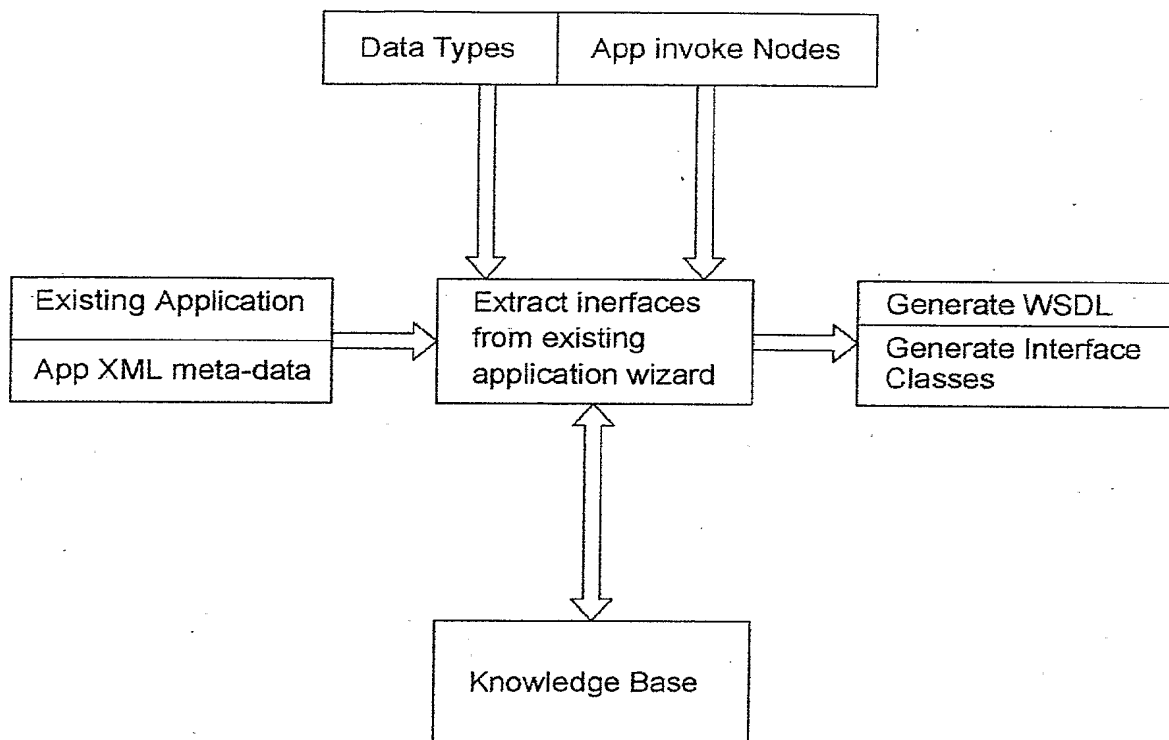 Data Types
App invoke Nodes
Existing Application
App XML meta-data
Extract inerfaces
from existing
application wizard
Generate WSDL
Generate Interface
Classes
Knowledge Base